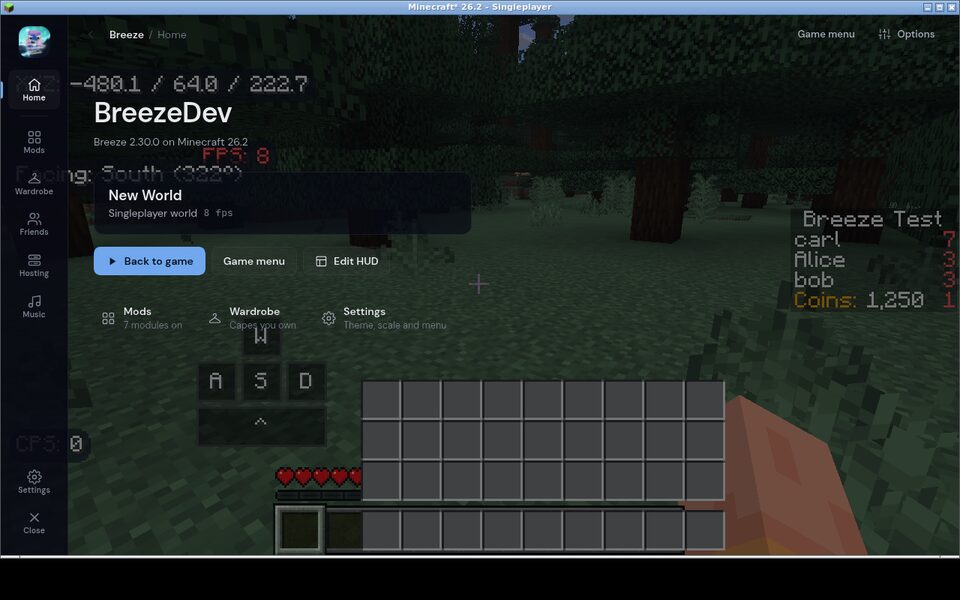 Minecraft* 26.2 - Singleplayer
Breeze / Home
Game menu
Options
-480.1 / 64.0 / 222.7
Home
BreezeDev
Breeze 2.30.0 on Minecraft 26.2
Mods
FPS: 8
Facing: South (322°)
Wardrobe
New World
Singleplayer world 8 fps
Friends
Breeze Test
carl 7
Alice 3
bob 3
Coins: 1,250 1
Back to game
Game menu
Edit HUD
Hosting
Music
Mods
7 modules on
Wardrobe
Capes you own
Settings
Theme, scale and menu
W
A S D
^
CPS: 0
Settings
Close